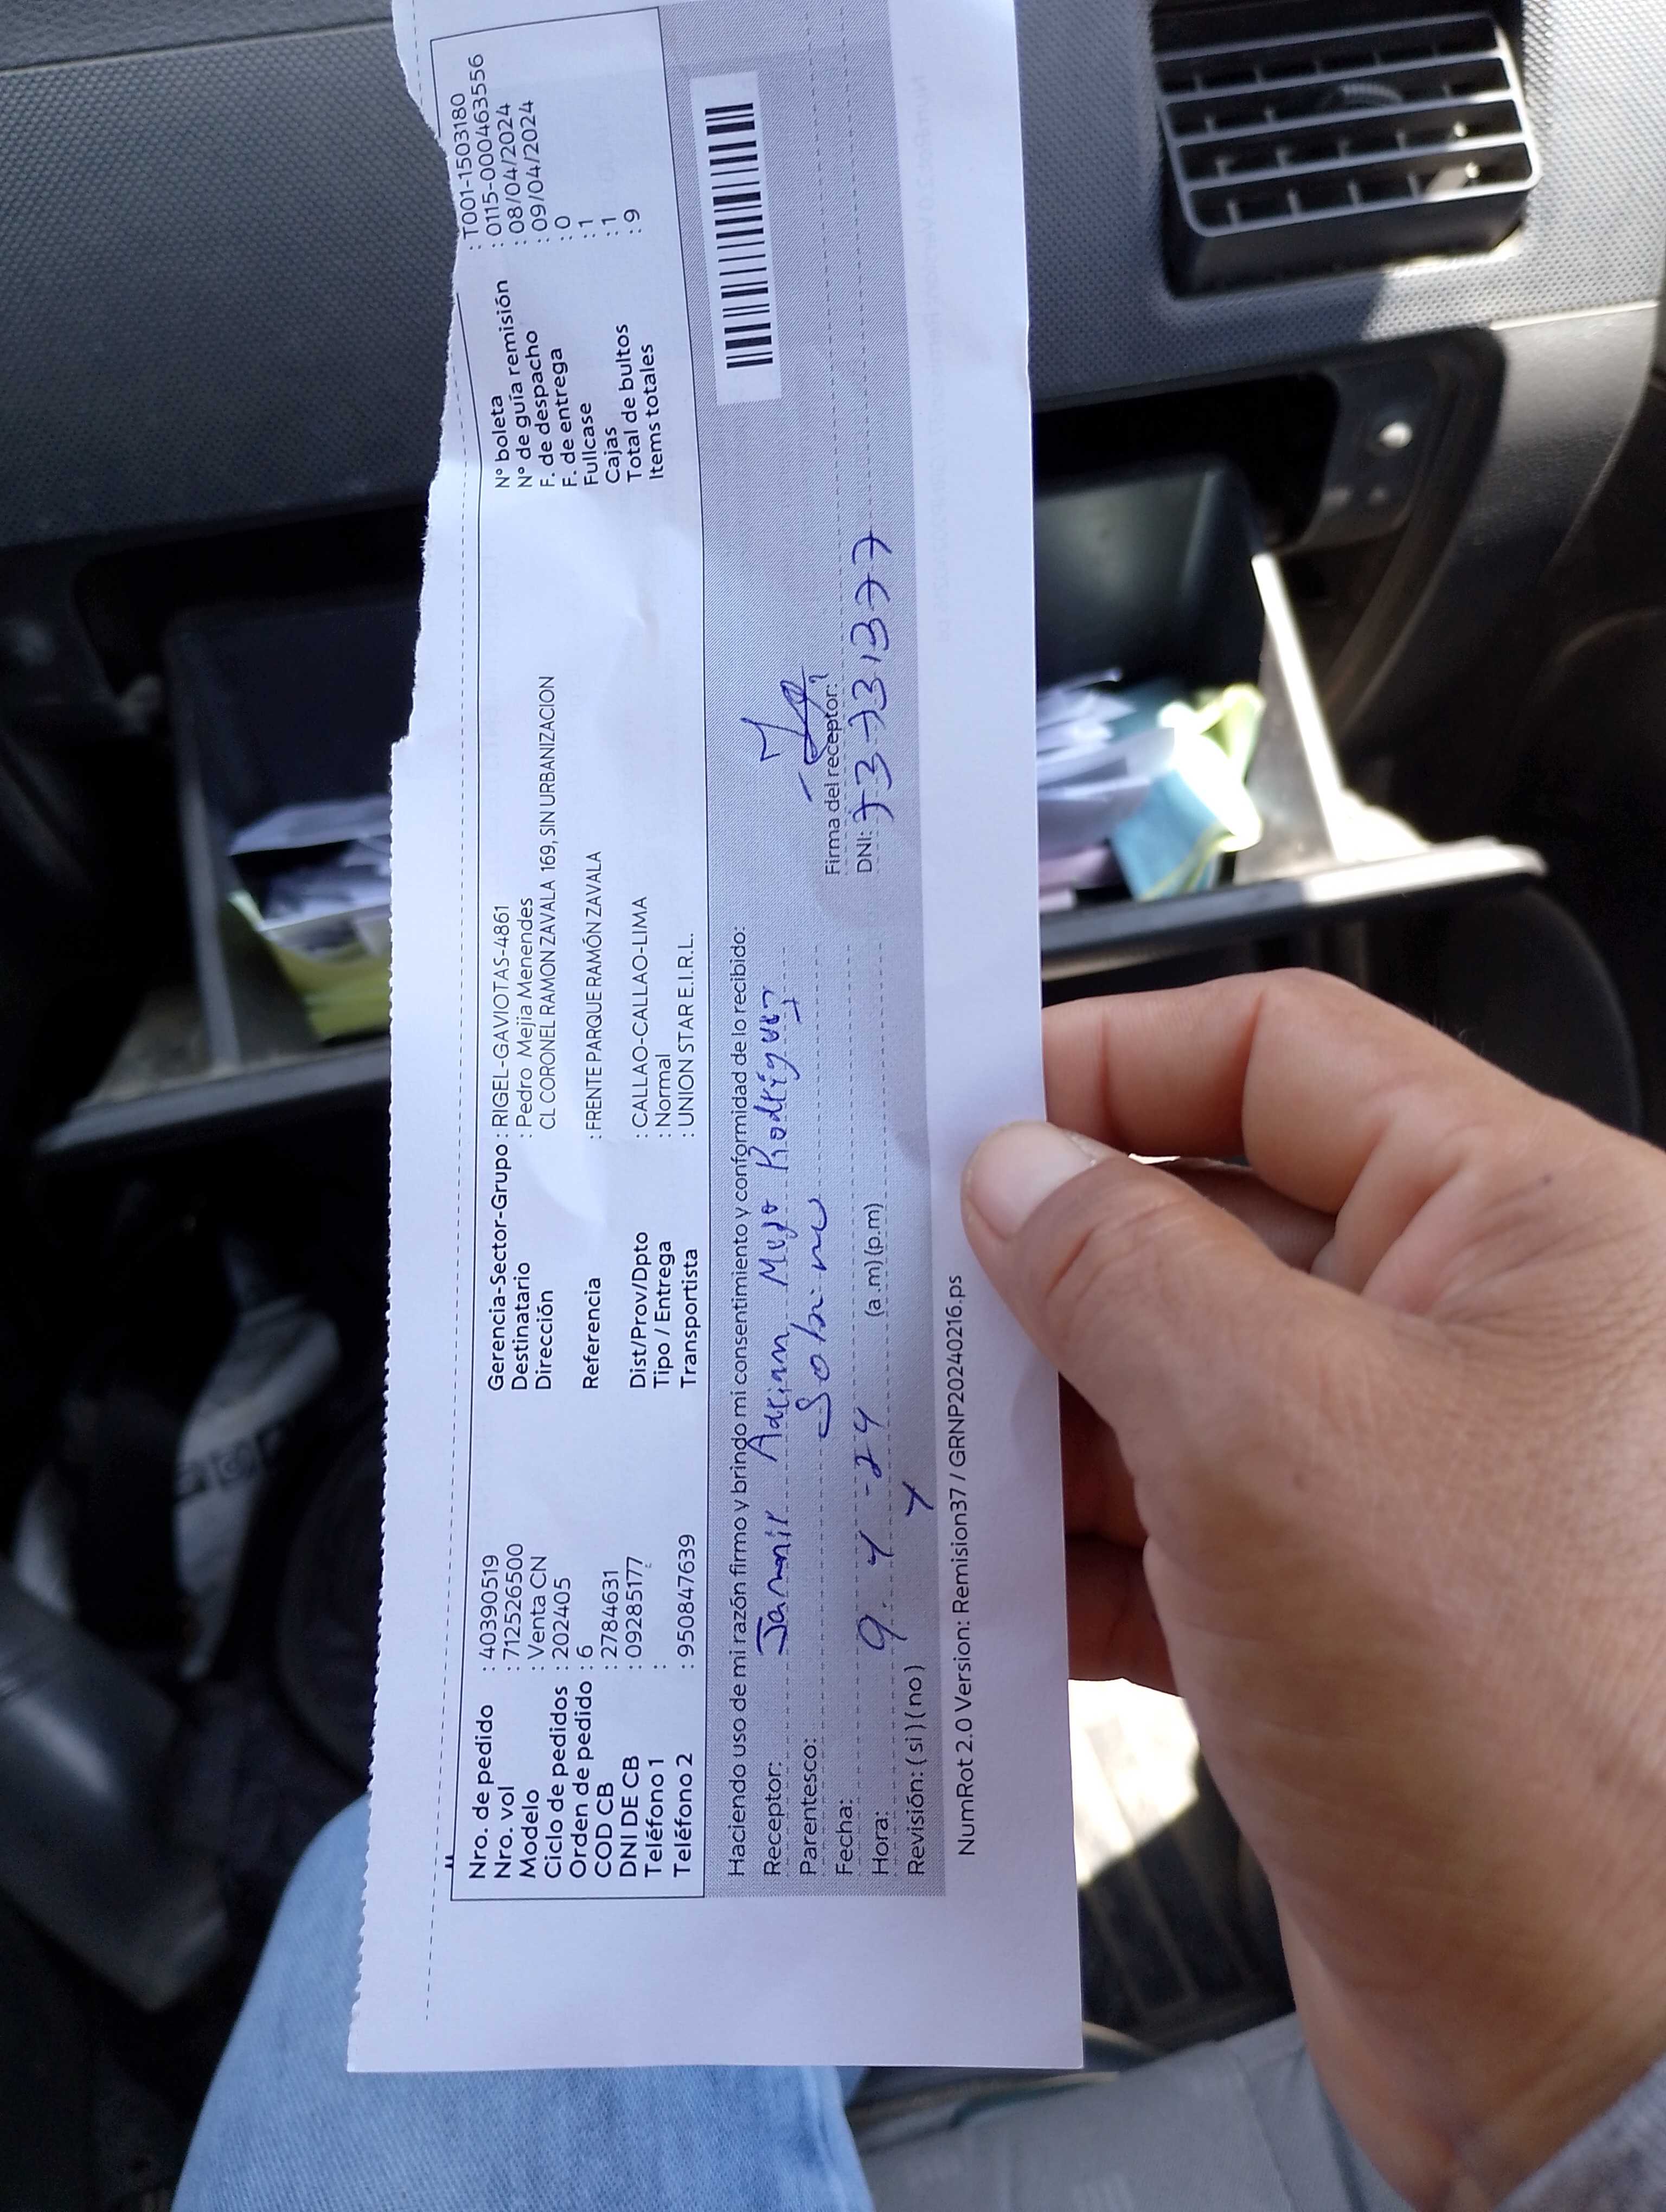 Nro. de pedido : 40390519
Nro. vol : 712526500
Modelo : Venta CN
Ciclo de pedidos : 202405
Orden de pedido : 6
COD CB : 2784631
DNI DE CB : 09285177
Teléfono 1 :
Teléfono 2 : 950847639
Gerencia-Sector-Grupo : RIGEL-GAVIOTAS-4861
Destinatario : Pedro Mejia Menendes
Dirección CL CORONEL RAMON ZAVALA 169, SIN URBANIZACION
Referencia : FRENTE PARQUE RAMÓN ZAVALA
Dist/Prov/Dpto : CALLAO-CALLAO-LIMA
Tipo / Entrega : Normal
Transportista : UNION STAR E.I.R.L.
N° boleta : T001-1503180
N° de guía remisión : 0115-0000463556
F. de despacho : 08/04/2024
F. de entrega : 09/04/2024
Fullcase : 0
Cajas : 1
Total de bultos : 1
Items totales : 9
Haciendo uso de mi razón firmo y brindo mi consentimiento y conformidad de lo recibido:
Receptor: Jammil Adrian Rodríguez
Parentesco: Sobrino
Fecha: 9-4-24
Hora: (a.m) (p.m)
Revisión: (si) (no)
Firma del receptor:
DNI: 73731377
NumRot 2.0 Version: Remision37 / GRNP20240216.ps